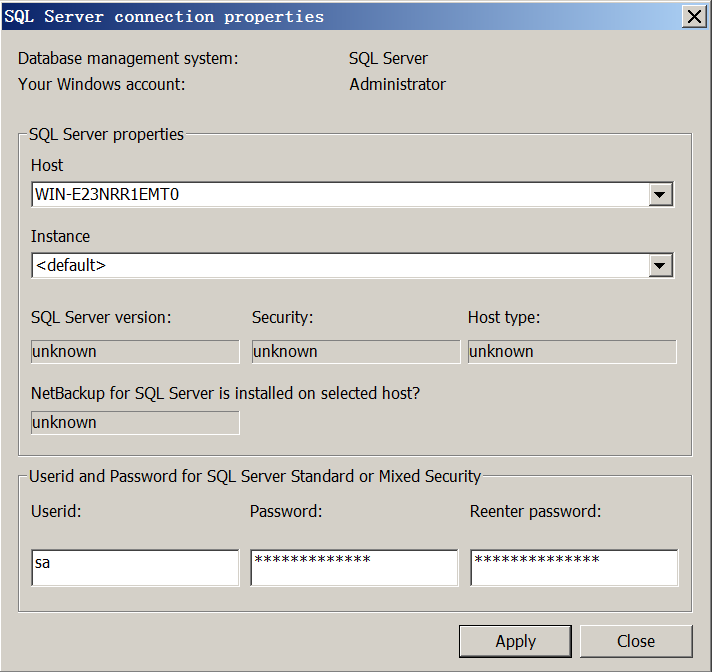 SQL Server connection properties
Database management system: SQL Server
Your Windows account: Administrator
SQL Server properties
Host
WIN-E23NRR1EMT0
Instance
<default>
SQL Server version: Security: Host type:
unknown unknown unknown
NetBackup for SQL Server is installed on selected host?
unknown
Userid and Password for SQL Server Standard or Mixed Security
Userid: Password: Reenter password:
sa ************* **************
Apply Close